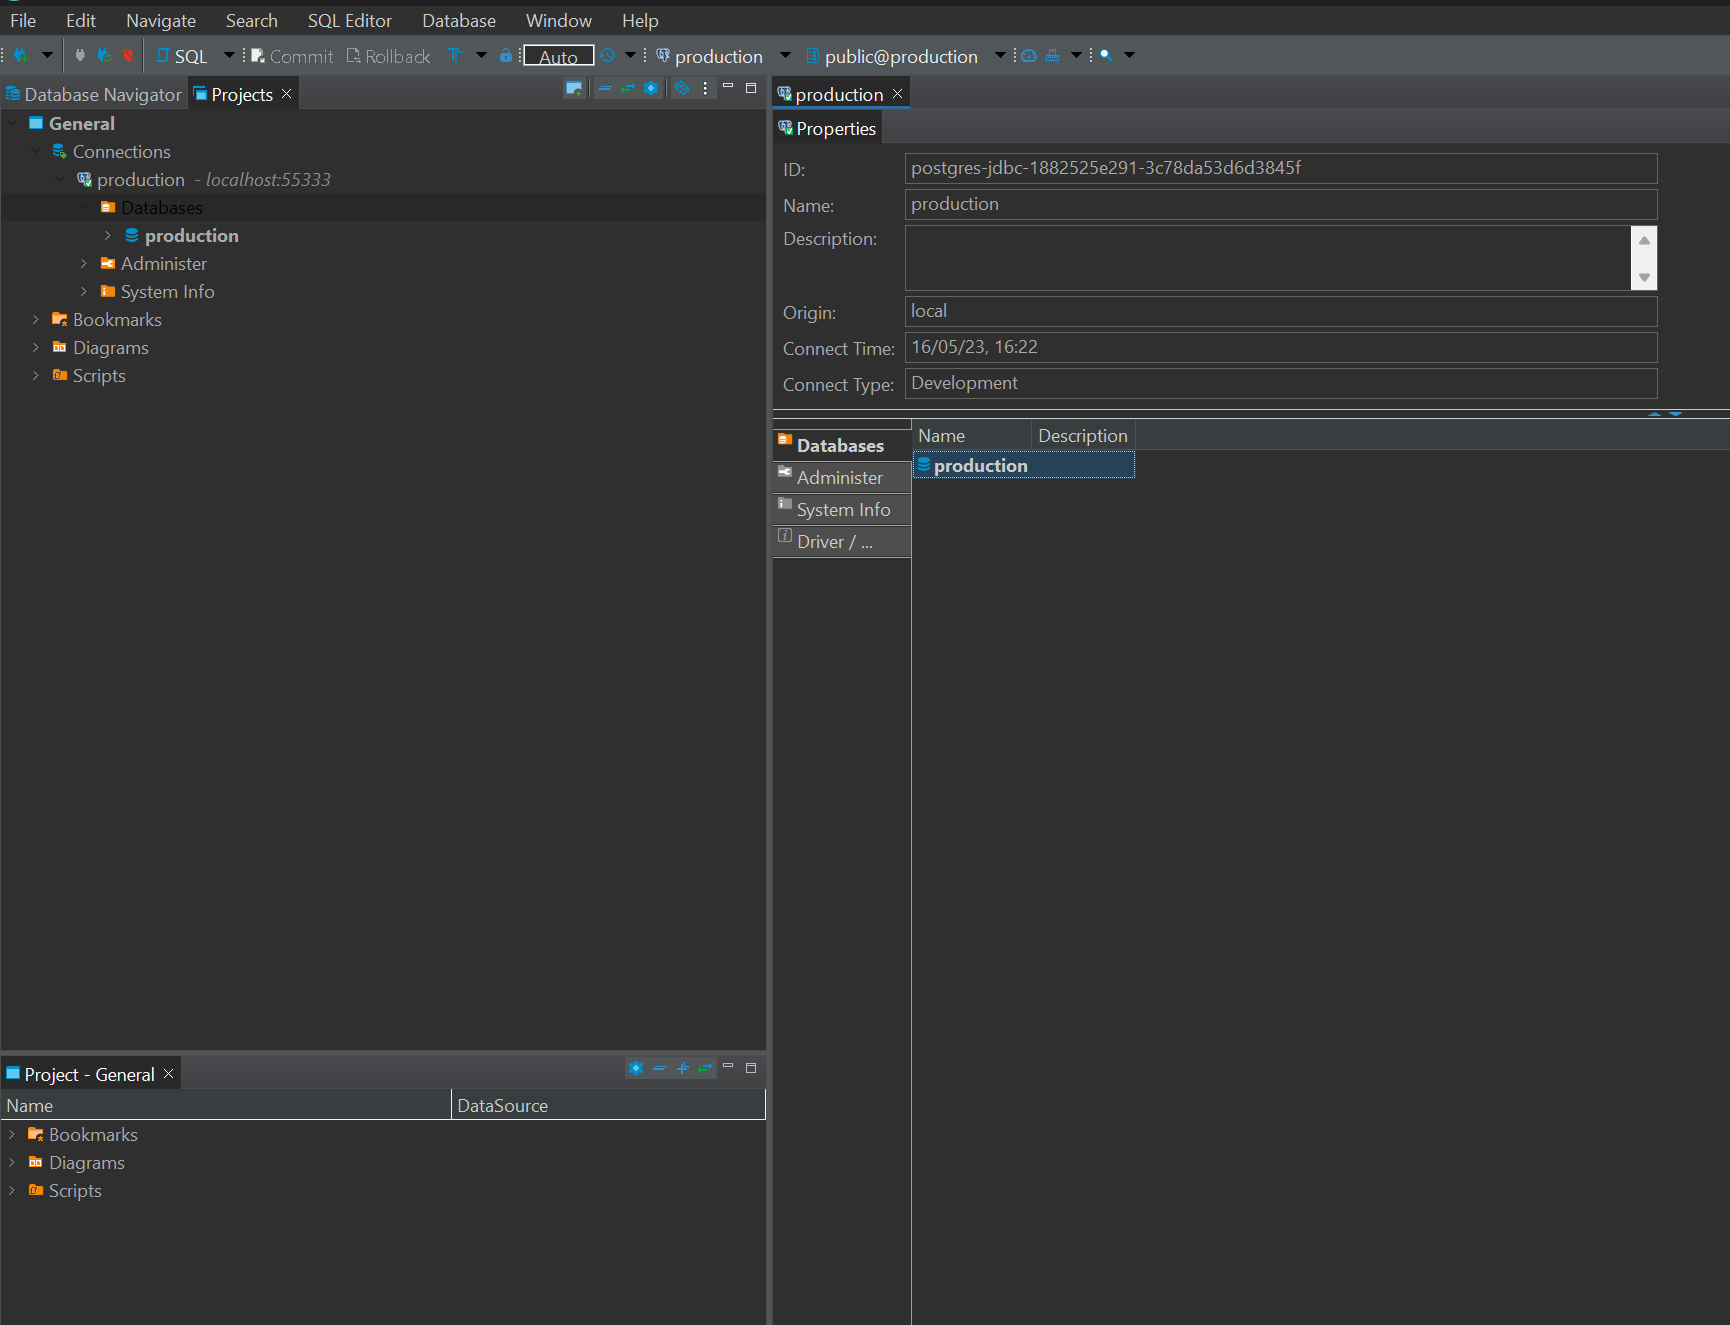 File Edit Navigate Search SQL Editor Database Window Help
SQL Commit Rollback Auto production public@production
Database Navigator Projects
General
Connections
production - localhost:55333
Databases
production
Administer
System Info
Bookmarks
Diagrams
Scripts
Project - General
Name DataSource
Bookmarks
Diagrams
Scripts
production
Properties
ID: postgres-jdbc-1882525e291-3c78da53d6d3845f
Name: production
Description:
Origin: local
Connect Time: 16/05/23, 16:22
Connect Type: Development
Databases
Administer
System Info
Driver / ...
Name Description
production